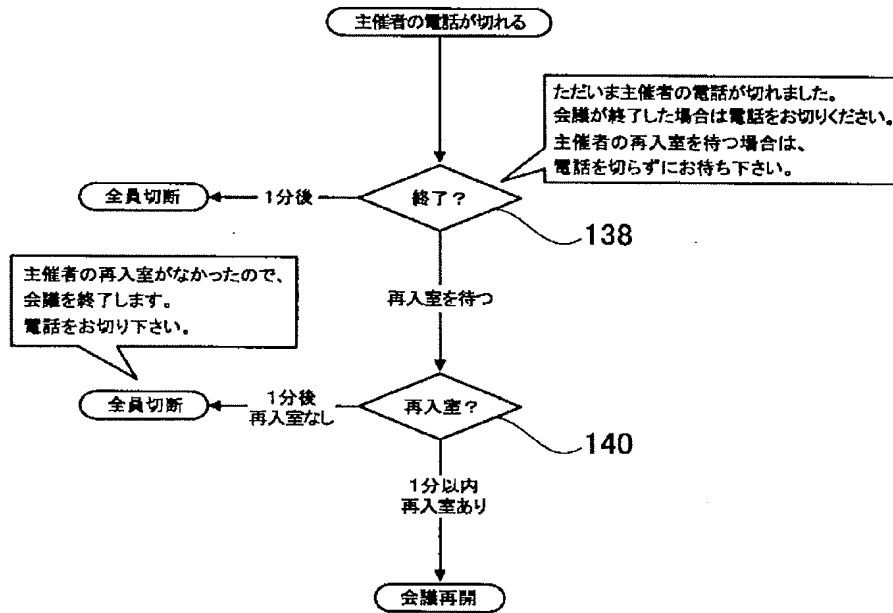 主催者の電話が切れる
ただいま主催者の電話が切れました。
会議が終了した場合は電話をお切りください。
主催者の再入室を待つ場合は、
電話を切らずにお待ち下さい。
全員切断
1分後
終了?
138
主催者の再入室がなかったので、
会議を終了します。
電話をお切り下さい。
再入室を待つ
全員切断
1分後
再入室なし
再入室?
140
1分以内
再入室あり
会議再開